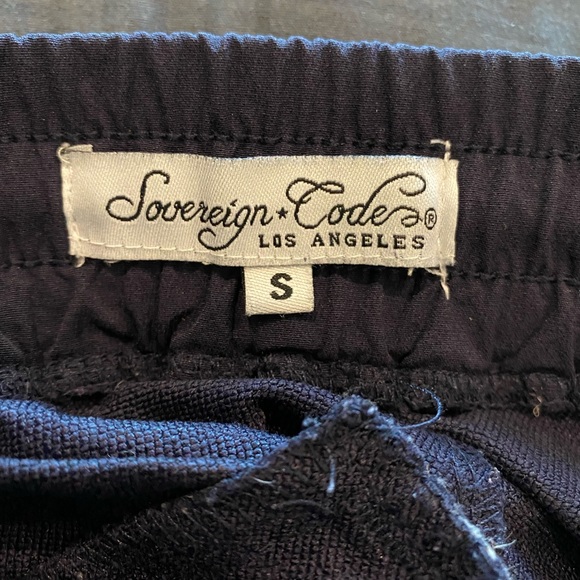 Sovereign ★ Code ®
LOS ANGELES
S